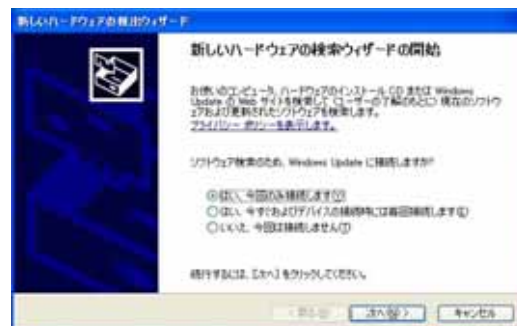 新しいハードウェアの検出ウィザード
新しいハードウェアの検索ウィザードの開始
お使いのコンピュータ、ハードウェアのインストール CD または Windows
Update の Web サイトを検索して (ユーザーの了解のもとに) 現在のソフトウ
ェアおよび更新されたソフトウェアを検索します。
プライバシー ポリシーを表示します。
ソフトウェア検索のため、Windows Update に接続しますか?
はい、今回のみ接続します(Y)
はい、今すぐおよびデバイスの接続時には毎回接続します(E)
いいえ、今回は接続しません(T)
続行するには、[次へ] をクリックしてください。
< 戻る(B)
次へ(N) >
キャンセル